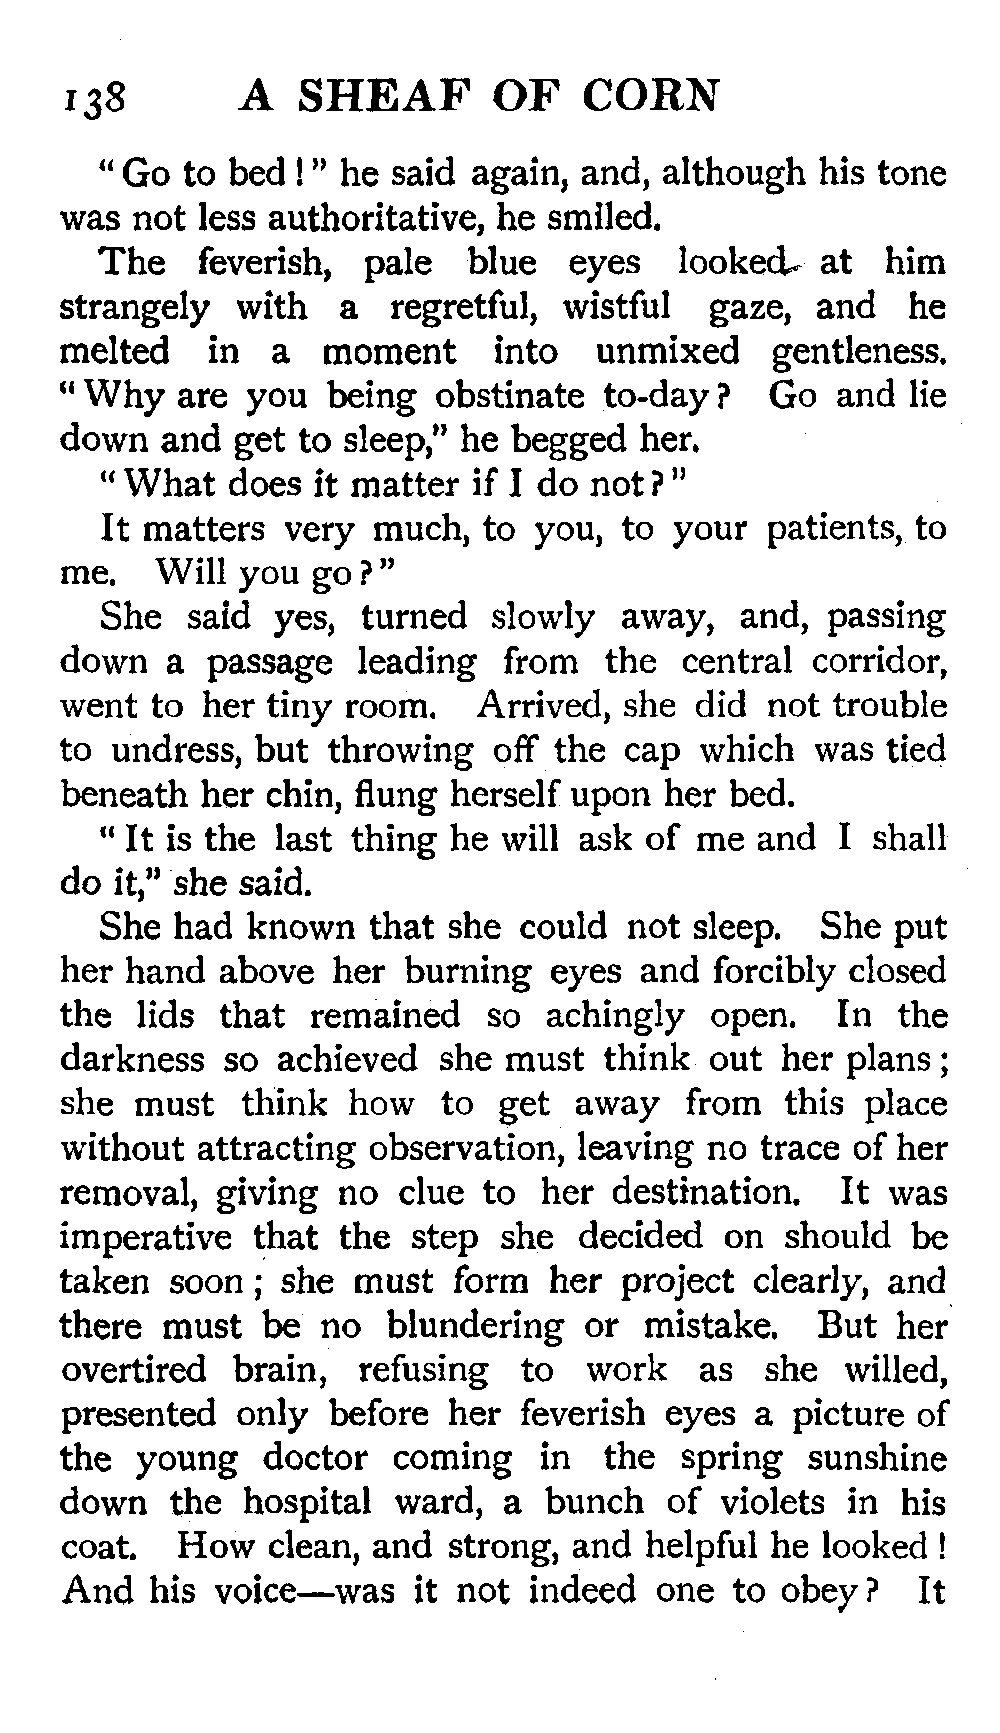 138 A SHEAF OF CORN
"Go to bed!" he said again, and, although his tone
was not less authoritative, he smiled.
The feverish, pale blue eyes looked at him
strangely with a regretful, wistful gaze, and he
melted in a moment into unmixed gentleness.
"Why are you being obstinate to-day? Go and lie
down and get to sleep," he begged her.
"What does it matter if I do not?"
It matters very much, to you, to your patients, to
me. Will you go?"
She said yes, turned slowly away, and, passing
down a passage leading from the central corridor,
went to her tiny room. Arrived, she did not trouble
to undress, but throwing off the cap which was tied
beneath her chin, flung herself upon her bed.
"It is the last thing he will ask of me and I shall
do it," she said.
She had known that she could not sleep. She put
her hand above her burning eyes and forcibly closed
the lids that remained so achingly open. In the
darkness so achieved she must think out her plans;
she must think how to get away from this place
without attracting observation, leaving no trace of her
removal, giving no clue to her destination. It was
imperative that the step she decided on should be
taken soon; she must form her project clearly, and
there must be no blundering or mistake. But her
overtired brain, refusing to work as she willed,
presented only before her feverish eyes a picture of
the young doctor coming in the spring sunshine
down the hospital ward, a bunch of violets in his
coat. How clean, and strong, and helpful he looked!
And his voice—was it not indeed one to obey? It